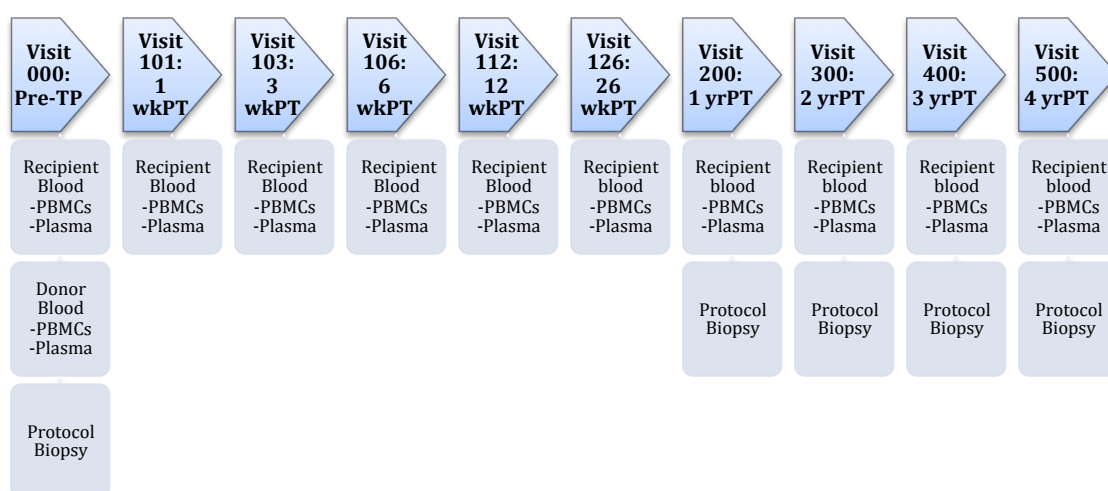 Visit
000:
Pre-TP
Visit
101:
1
wkPT
Visit
103:
3
wkPT
Visit
106:
6
wkPT
Visit
112:
12
wkPT
Visit
126:
26
wkPT
Visit
200:
1 yrPT
Visit
300:
2 yrPT
Visit
400:
3 yrPT
Visit
500:
4 yrPT
Recipient
Blood
-PBMCs
-Plasma
Recipient
Blood
-PBMCs
-Plasma
Recipient
Blood
-PBMCs
-Plasma
Recipient
Blood
-PBMCs
-Plasma
Recipient
Blood
-PBMCs
-Plasma
Recipient
blood
-PBMCs
-Plasma
Recipient
blood
-PBMCs
-Plasma
Recipient
blood
-PBMCs
-Plasma
Recipient
blood
-PBMCs
-Plasma
Recipient
blood
-PBMCs
-Plasma
Donor
Blood
-PBMCs
-Plasma
Protocol
Biopsy
Protocol
Biopsy
Protocol
Biopsy
Protocol
Biopsy
Protocol
Biopsy